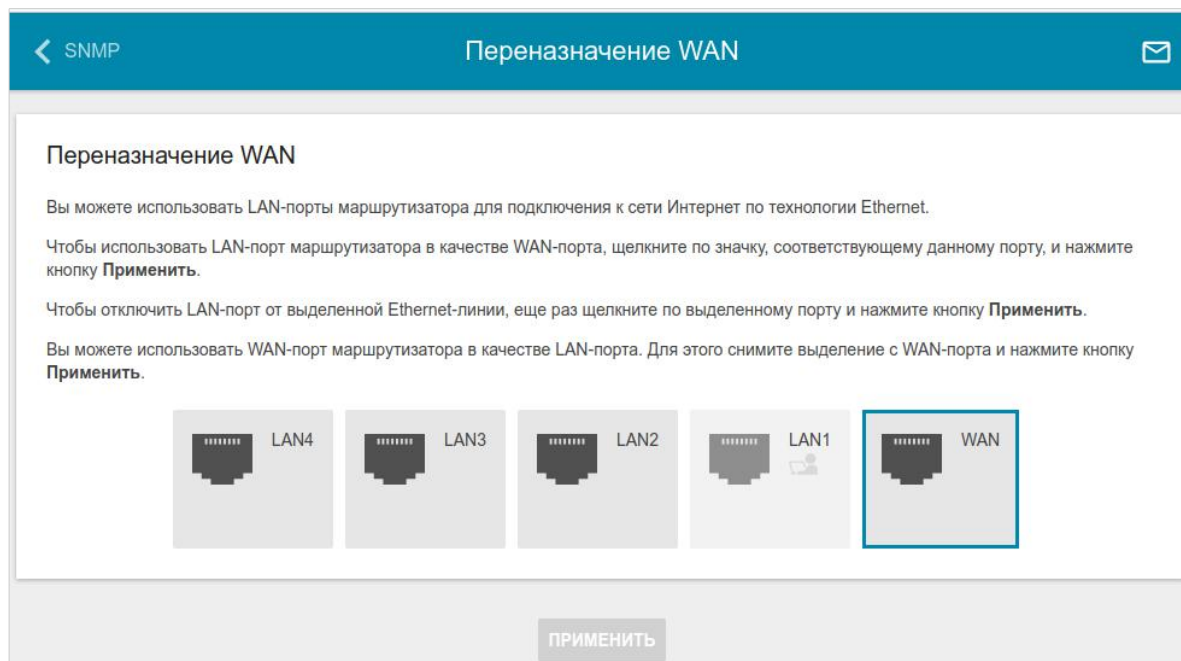 SNMP
Переназначение WAN
Переназначение WAN
Вы можете использовать LAN-порты маршрутизатора для подключения к сети Интернет по технологии Ethernet.
Чтобы использовать LAN-порт маршрутизатора в качестве WAN-порта, щелкните по значку, соответствующему данному порту, и нажмите
кнопку Применить.
Чтобы отключить LAN-порт от выделенной Ethernet-линии, еще раз щелкните по выделенному порту и нажмите кнопку Применить.
Вы можете использовать WAN-порт маршрутизатора в качестве LAN-порта. Для этого снимите выделение с WAN-порта и нажмите кнопку
Применить.
LAN4 LAN3 LAN2 LAN1 WAN
ПРИМЕНИТЬ